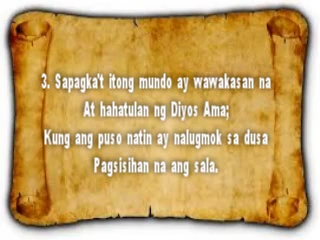 3. Sapagka't itong mundo ay wawakasan na
At hahatulan ng Diyos Ama;
Kung ang puso natin ay nalugmok sa dusa
Pagsisihan na ang sala.